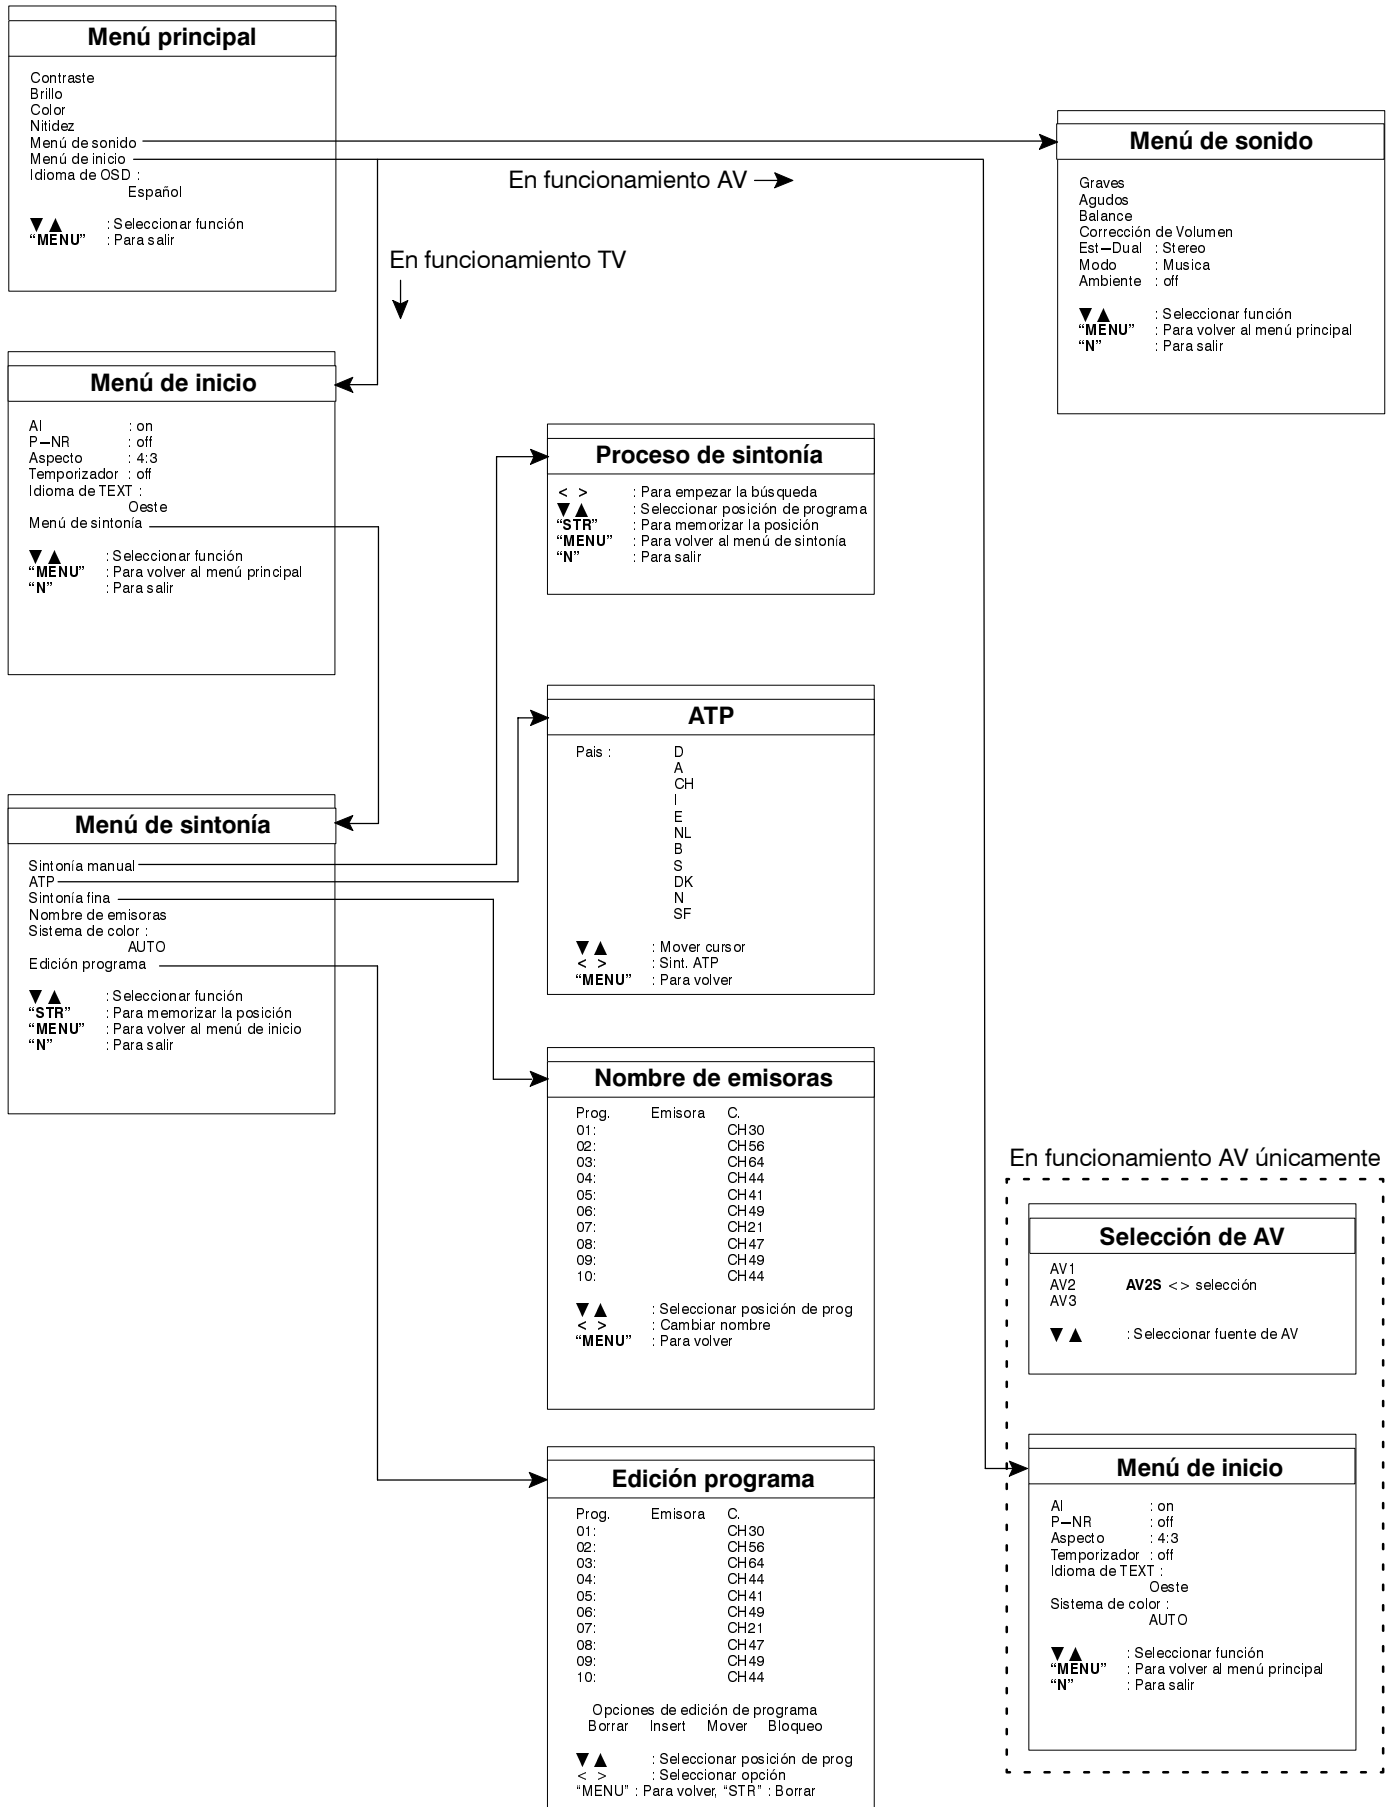 Menú principal
Contraste
Brillo
Color
Nitidez
Menú de sonido
Menú de inicio
Idioma de OSD :
Español
▼ ▲ : Seleccionar función
“MENU” : Para salir
En funcionamiento AV
En funcionamiento TV
Menú de sonido
Graves
Agudos
Balance
Corrección de Volumen
Est–Dual : Stereo
Modo : Musica
Ambiente : off
▼ ▲ : Seleccionar función
“MENU” : Para volver al menú principal
“N” : Para salir
Menú de inicio
AI : on
P–NR : off
Aspecto : 4:3
Temporizador : off
Idioma de TEXT :
Oeste
Menú de sintonía
▼ ▲ : Seleccionar función
“MENU” : Para volver al menú principal
“N” : Para salir
Proceso de sintonía
< > : Para empezar la búsqueda
▼ ▲ : Seleccionar posición de programa
“STR” : Para memorizar la posición
“MENU” : Para volver al menú de sintonía
“N” : Para salir
ATP
Pais : D
A
CH
I
E
NL
B
S
DK
N
SF
▼ ▲ : Mover cursor
< > : Sint. ATP
“MENU” : Para volver
Menú de sintonía
Sintonía manual
ATP
Sintonía fina
Nombre de emisoras
Sistema de color :
AUTO
Edición programa
▼ ▲ : Seleccionar función
“STR” : Para memorizar la posición
“MENU” : Para volver al menú de inicio
“N” : Para salir
Nombre de emisoras
Prog. Emisora C.
01: CH30
02: CH56
03: CH64
04: CH44
05: CH41
06: CH49
07: CH21
08: CH47
09: CH49
10: CH44
▼ ▲ : Seleccionar posición de prog
< > : Cambiar nombre
“MENU” : Para volver
Edición programa
Prog. Emisora C.
01: CH30
02: CH56
03: CH64
04: CH44
05: CH41
06: CH49
07: CH21
08: CH47
09: CH49
10: CH44
Opciones de edición de programa
Borrar Insert Mover Bloqueo
▼ ▲ : Seleccionar posición de prog
< > : Seleccionar opción
“MENU” : Para volver, “STR” : Borrar
En funcionamiento AV únicamente
Selección de AV
AV1
AV2 AV2S <> selección
AV3
▼ ▲ : Seleccionar fuente de AV
Menú de inicio
AI : on
P–NR : off
Aspecto : 4:3
Temporizador : off
Idioma de TEXT :
Oeste
Sistema de color :
AUTO
▼ ▲ : Seleccionar función
“MENU” : Para volver al menú principal
“N” : Para salir